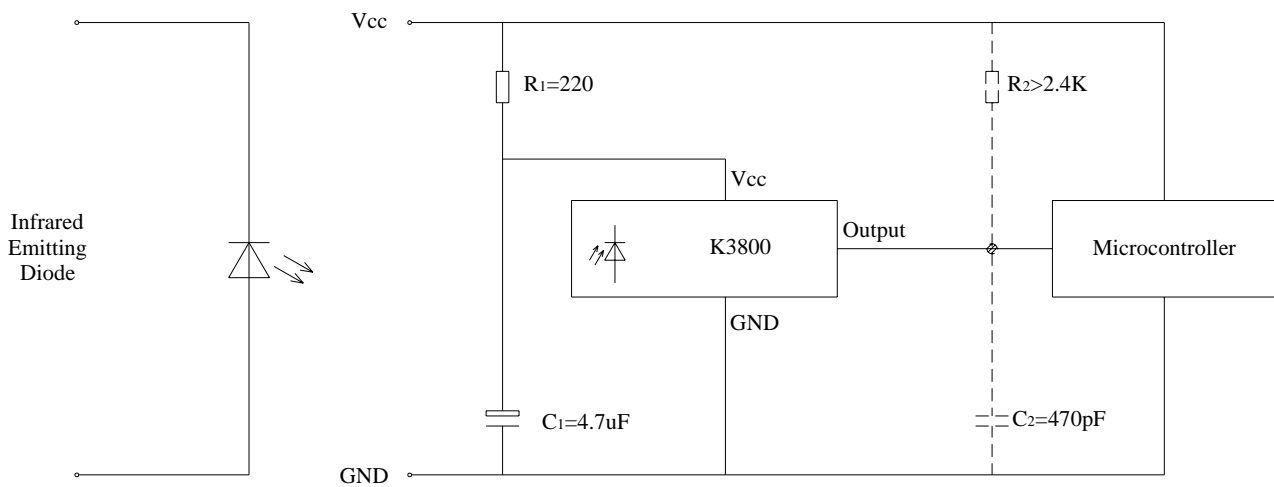 Vcc
R1=220
R2>2.4K
Vcc
Infrared
Emitting
Diode
K3800
Output
Microcontroller
GND
C1=4.7uF
C2=470pF
GND